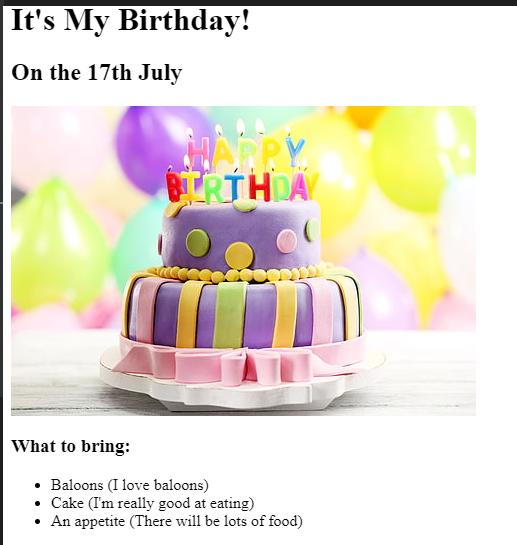 It's My Birthday!
On the 17th July
HAPPY
BIRTHDAY
What to bring:
Baloons (I love baloons)
Cake (I'm really good at eating)
An appetite (There will be lots of food)